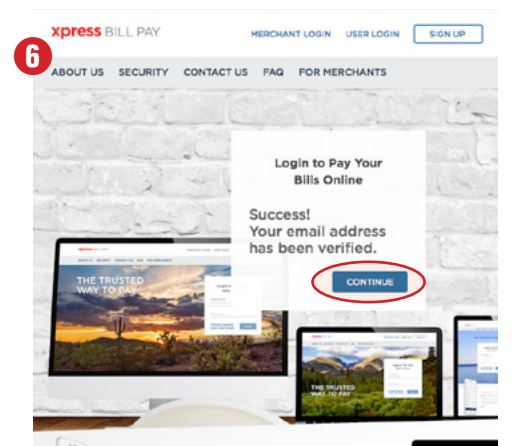 xpress BILL PAY
MERCHANT LOGIN USER LOGIN SIGN UP
6
ABOUT US SECURITY CONTACT US FAQ FOR MERCHANTS
Login to Pay Your
Bills Online
Success!
Your email address
has been verified.
CONTINUE
THE TRUSTED
WAY TO PAY
THE TRUSTED
WAY TO PAY